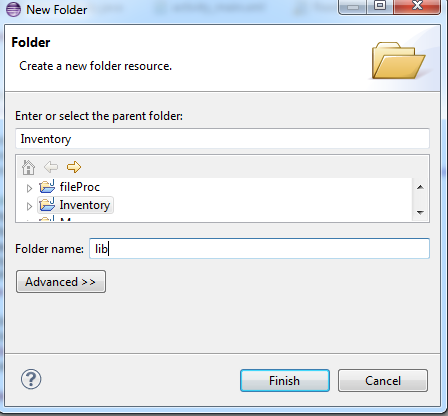 New Folder
Folder
Create a new folder resource.
Enter or select the parent folder:
Inventory
fileProc
Inventory
Folder name: lib
Advanced >>
Finish
Cancel